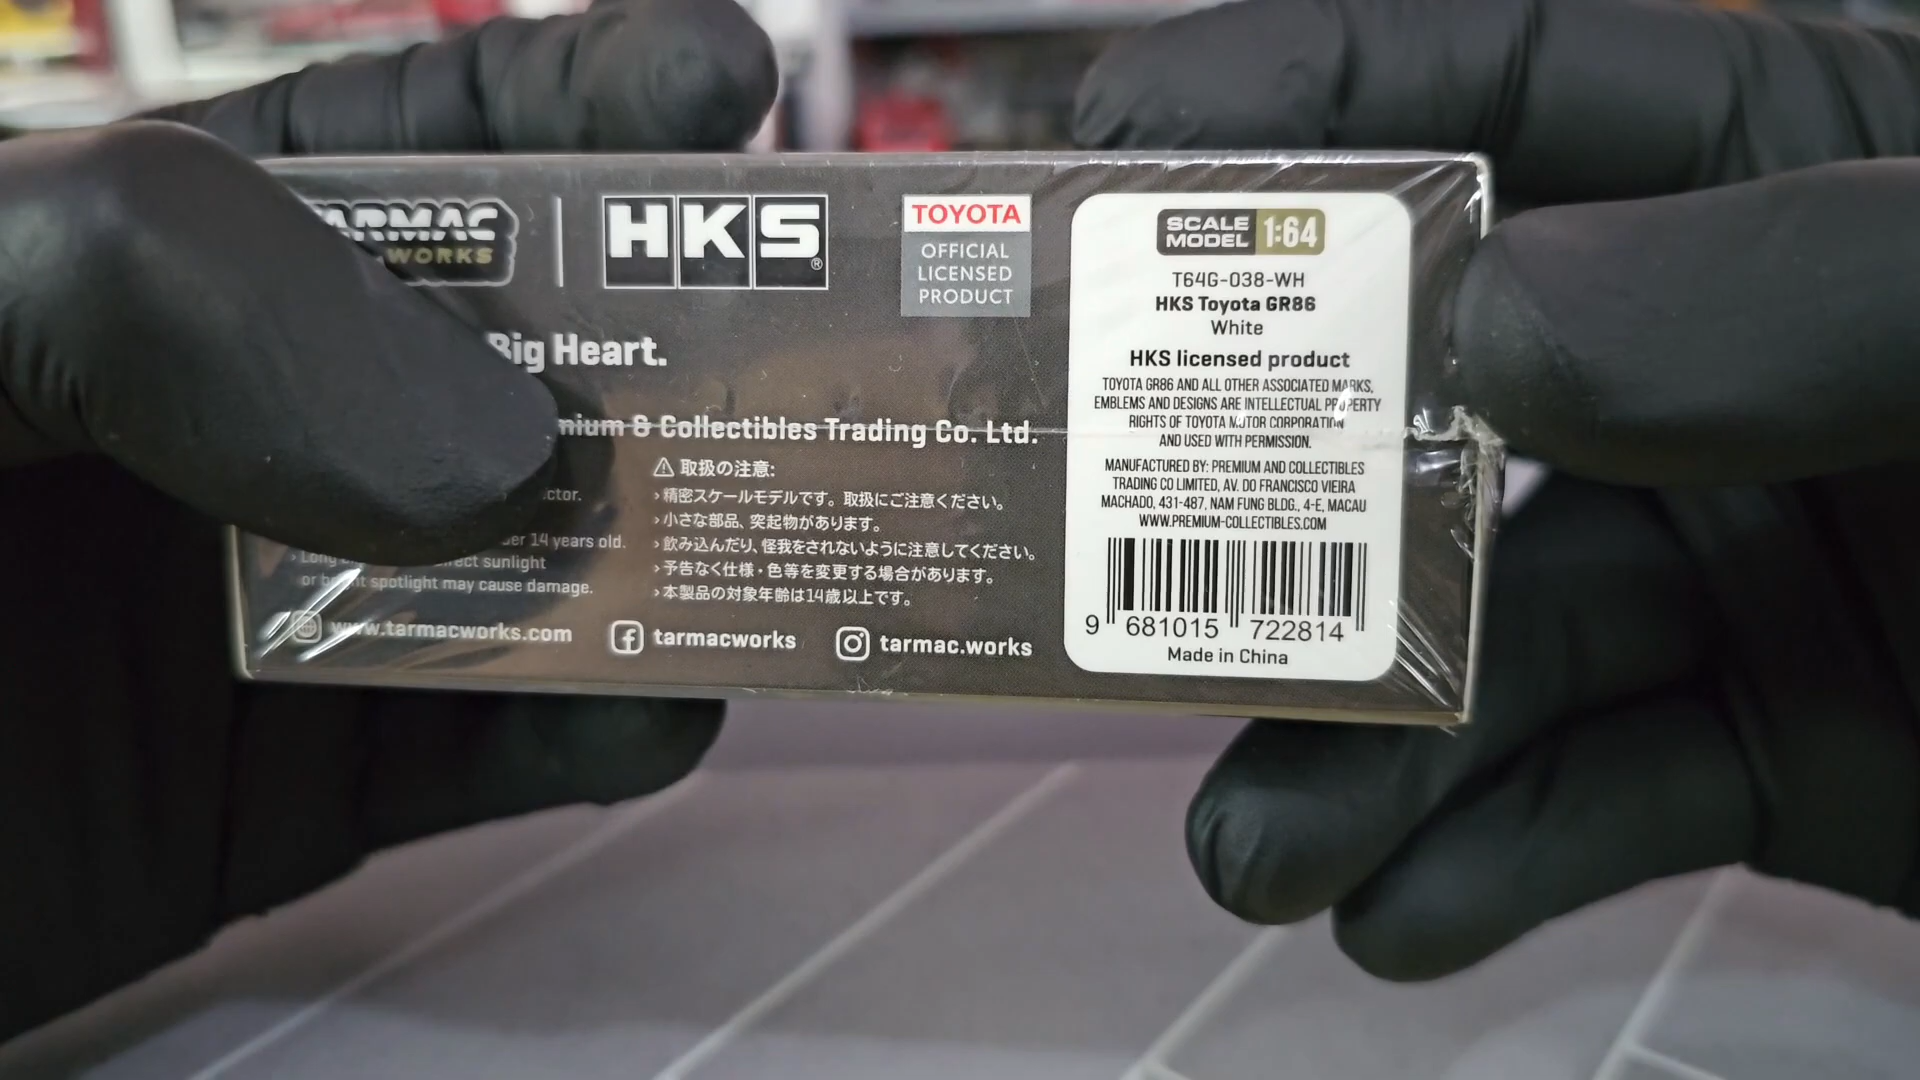 TARMAC
WORKS
HKS®
TOYOTA
OFFICIAL
LICENSED
PRODUCT
Big Heart.
& Collectibles Trading Co. Ltd.
14 years old.
sunlight
spotlight may cause damage.
⚠ 取扱の注意:
›精密スケールモデルです。取扱にご注意ください。
›小さな部品、突起物があります。
›飲み込んだり、怪我をされないように注意してください。
›予告なく仕様・色等を変更する場合があります。
›本製品の対象年齢は14歳以上です。
www.tarmacworks.com
tarmacworks
tarmac.works
SCALE
MODEL
1:64
T64G-038-WH
HKS Toyota GR86
White
HKS licensed product
TOYOTA GR86 AND ALL OTHER ASSOCIATED MARKS,
EMBLEMS AND DESIGNS ARE INTELLECTUAL PROPERTY
RIGHTS OF TOYOTA MOTOR CORPORATION
AND USED WITH PERMISSION.
MANUFACTURED BY: PREMIUM AND COLLECTIBLES
TRADING CO LIMITED, AV. DO FRANCISCO VIEIRA
MACHADO, 431-487, NAM FUNG BLDG., 4-E, MACAU
WWW.PREMIUM-COLLECTIBLES.COM
9 681015 722814
Made in China